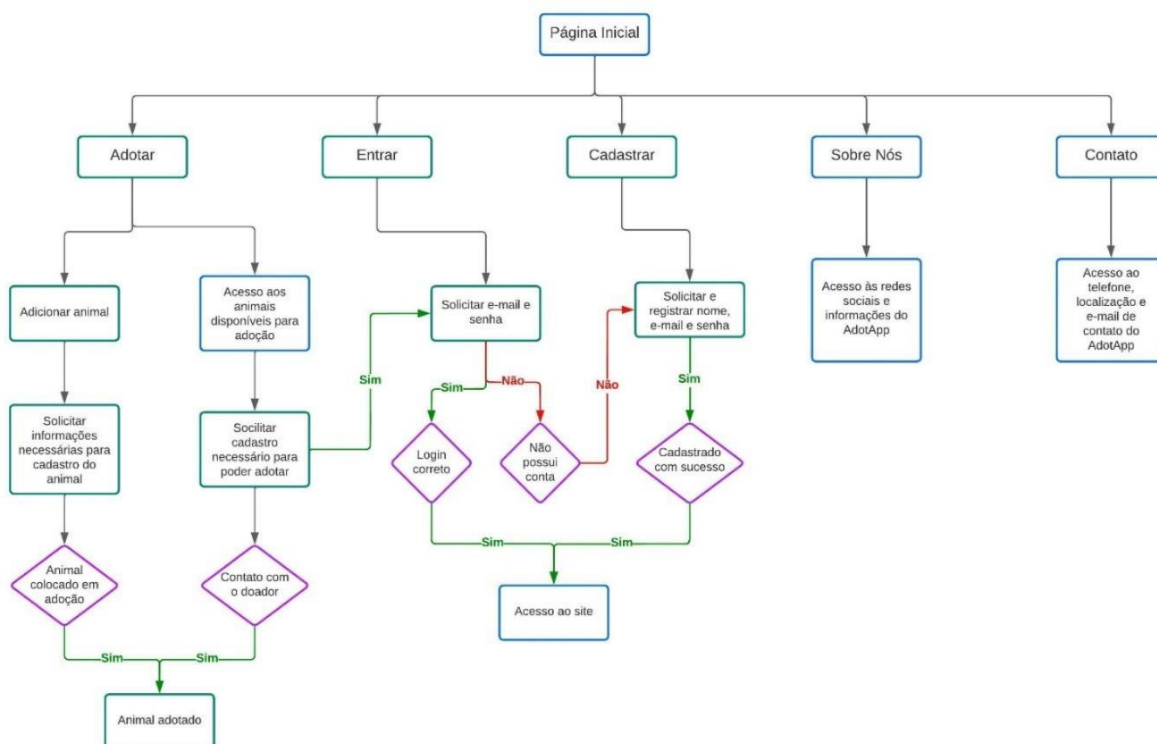 Página Inicial
Adotar
Entrar
Cadastrar
Sobre Nós
Contato
Adicionar animal
Acesso aos
animais
disponíveis para
adoção
Solicitar e-mail e
senha
Solicitar e
registrar nome,
e-mail e senha
Acesso às redes
sociais e
informações do
AdotApp
Acesso ao
telefone,
localização e
e-mail de
contato do
AdotApp
Sim
Sim
Não
Não
Sim
Solicitar
informações
necessárias para
cadastro do
animal
Socilitar
cadastro
necessário para
poder adotar
Login
correto
Não
possui
conta
Cadastrado
com sucesso
Sim
Sim
Animal
colocado em
adoção
Contato com
o doador
Acesso ao site
Sim
Sim
Animal adotado